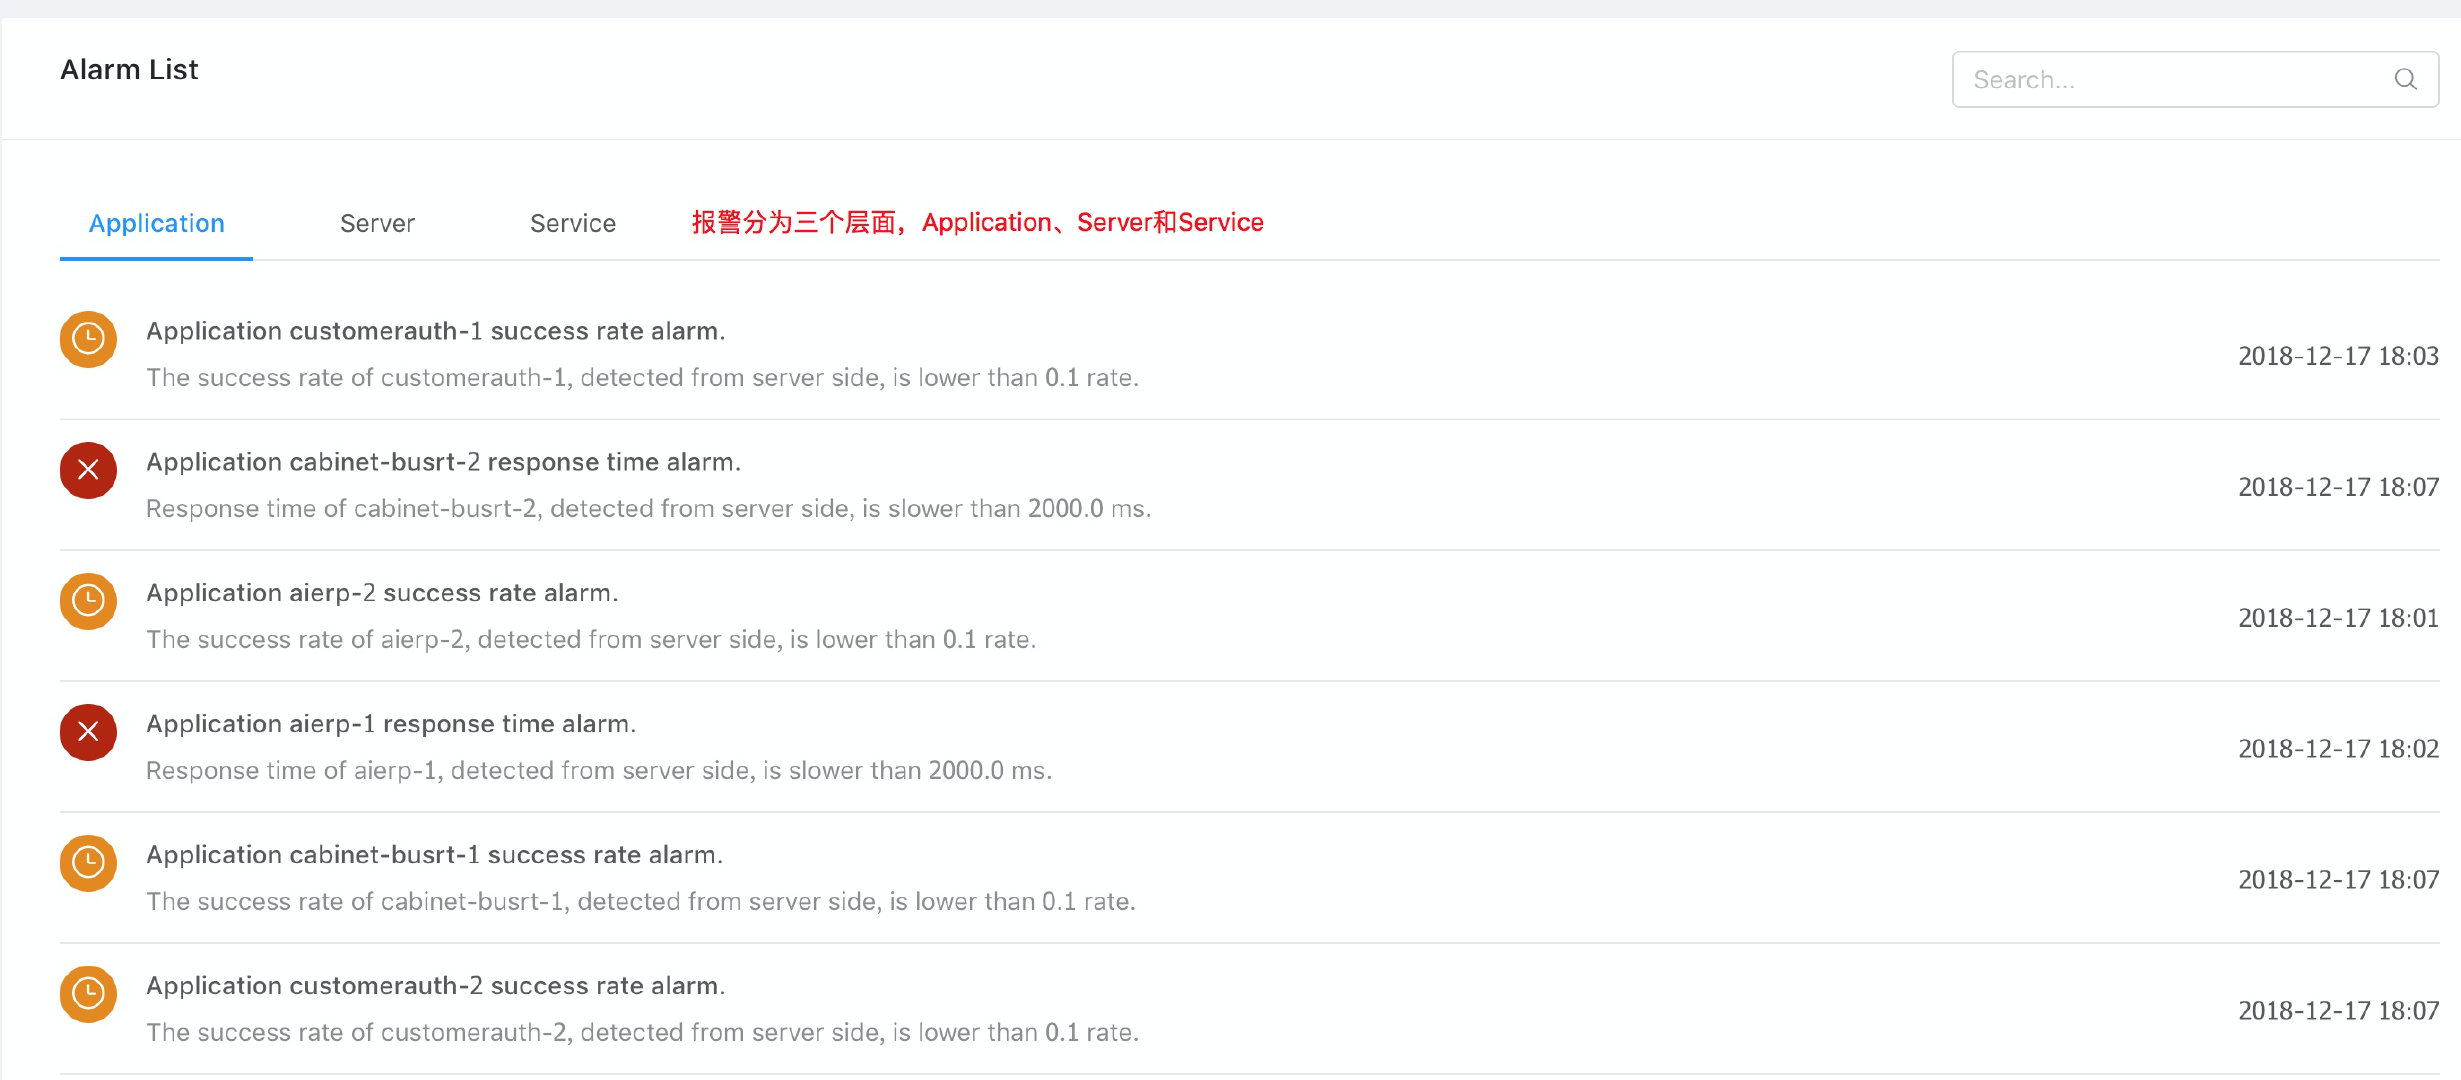 Alarm List
Search...
Application
Server
Service
报警分为三个层面，Application、Server和Service
Application customerauth-1 success rate alarm.
The success rate of customerauth-1, detected from server side, is lower than 0.1 rate.
2018-12-17 18:03
Application cabinet-busrt-2 response time alarm.
Response time of cabinet-busrt-2, detected from server side, is slower than 2000.0 ms.
2018-12-17 18:07
Application aierp-2 success rate alarm.
The success rate of aierp-2, detected from server side, is lower than 0.1 rate.
2018-12-17 18:01
Application aierp-1 response time alarm.
Response time of aierp-1, detected from server side, is slower than 2000.0 ms.
2018-12-17 18:02
Application cabinet-busrt-1 success rate alarm.
The success rate of cabinet-busrt-1, detected from server side, is lower than 0.1 rate.
2018-12-17 18:07
Application customerauth-2 success rate alarm.
The success rate of customerauth-2, detected from server side, is lower than 0.1 rate.
2018-12-17 18:07